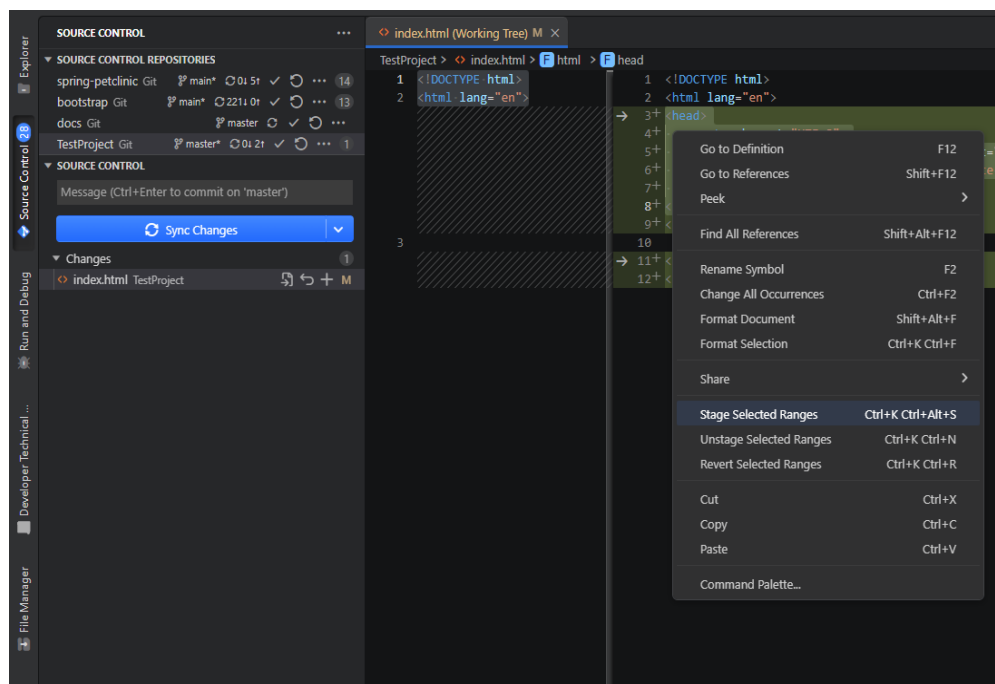 Explorer
Source Control 28
Run and Debug
Developer Technical ...
File Manager
SOURCE CONTROL ...
SOURCE CONTROL REPOSITORIES
spring-petclinic Git main* 0↓ 5↑ ... 14
bootstrap Git main* 221↓ 0↑ ... 13
docs Git master ...
TestProject Git master* 0↓ 2↑ ... 1
SOURCE CONTROL
Message (Ctrl+Enter to commit on 'master')
Sync Changes
Changes 1
<> index.html TestProject M
<> index.html (Working Tree) M ×
TestProject > <> index.html > F html > F head
1 <!DOCTYPE html>
2 <html lang="en">
3
1 <!DOCTYPE html>
2 <html lang="en">
→ 3+ <head>
4+
5+
6+
7+
8+ <
9+ <
10
→ 11+ <
12+ <
Go to Definition F12
Go to References Shift+F12
Peek >
Find All References Shift+Alt+F12
Rename Symbol F2
Change All Occurrences Ctrl+F2
Format Document Shift+Alt+F
Format Selection Ctrl+K Ctrl+F
Share >
Stage Selected Ranges Ctrl+K Ctrl+Alt+S
Unstage Selected Ranges Ctrl+K Ctrl+N
Revert Selected Ranges Ctrl+K Ctrl+R
Cut Ctrl+X
Copy Ctrl+C
Paste Ctrl+V
Command Palette...